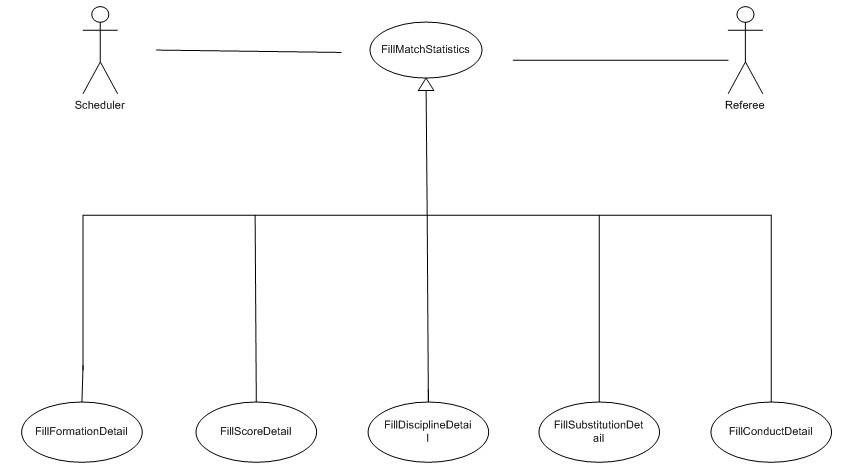 FillMatchStatistics
Scheduler
Referee
FillFormationDetail
FillScoreDetail
FillDisciplineDetai
l
FillSubstitutionDet
ail
FillConductDetail